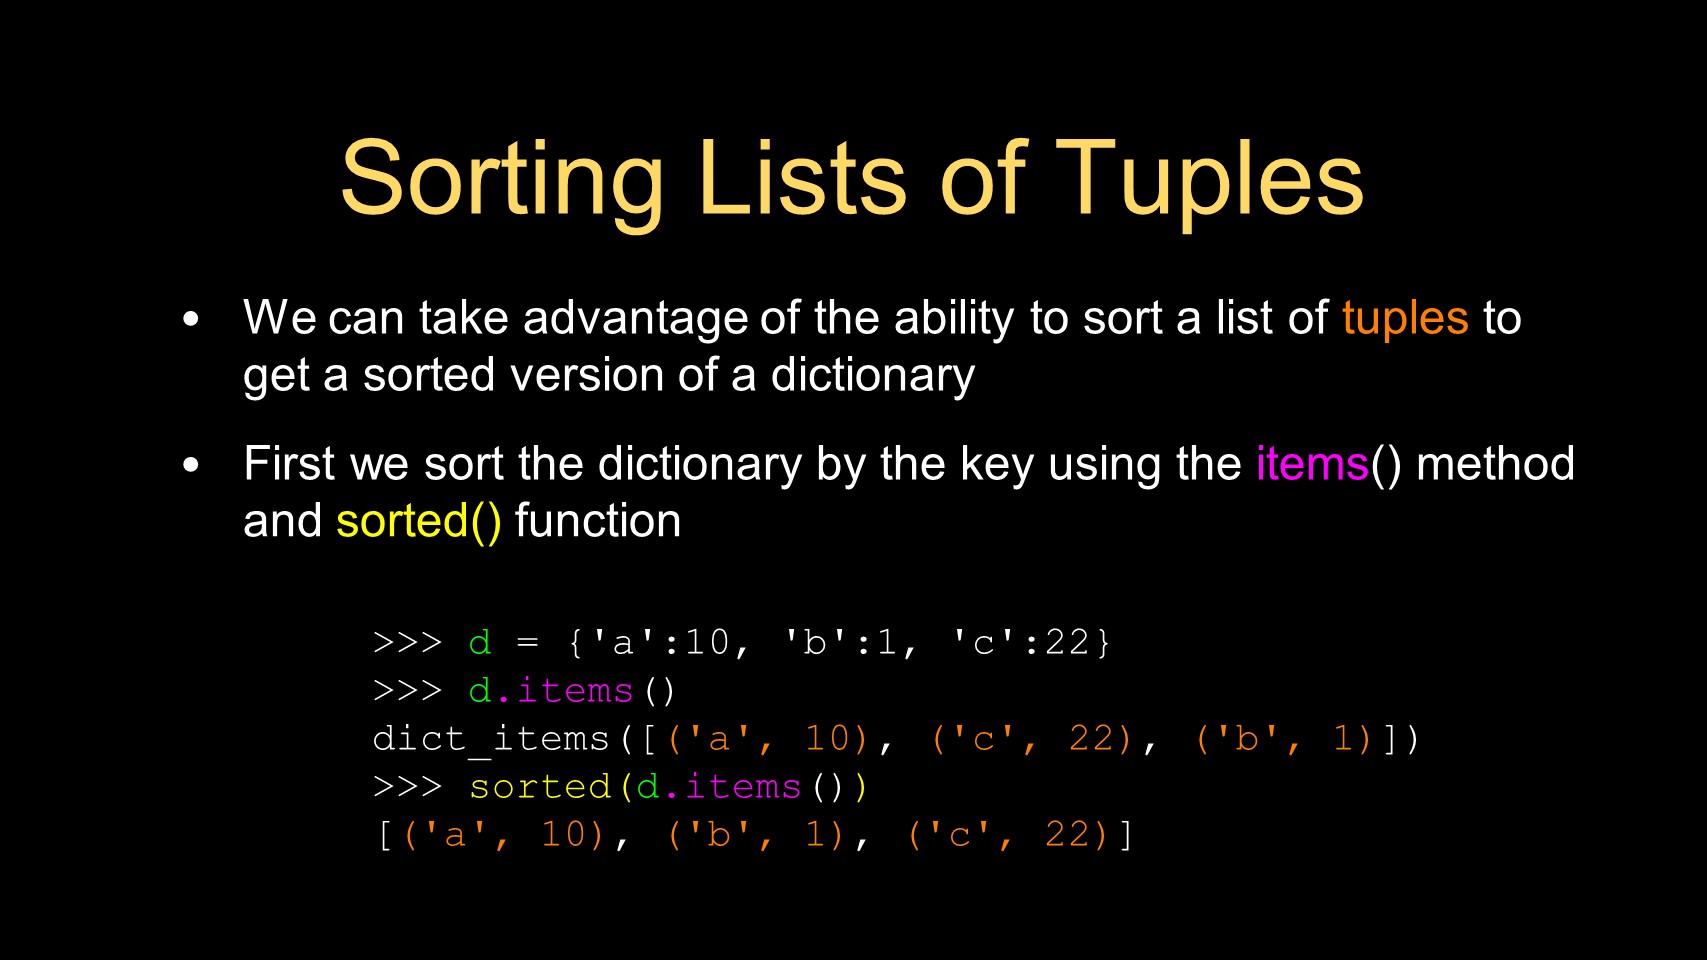 Sorting Lists of Tuples
• We can take advantage of the ability to sort a list of tuples to
get a sorted version of a dictionary
• First we sort the dictionary by the key using the items() method
and sorted() function
>>> d = {'a':10, 'b':1, 'c':22}
>>> d.items()
dict_items([('a', 10), ('c', 22), ('b', 1)])
>>> sorted(d.items())
[('a', 10), ('b', 1), ('c', 22)]